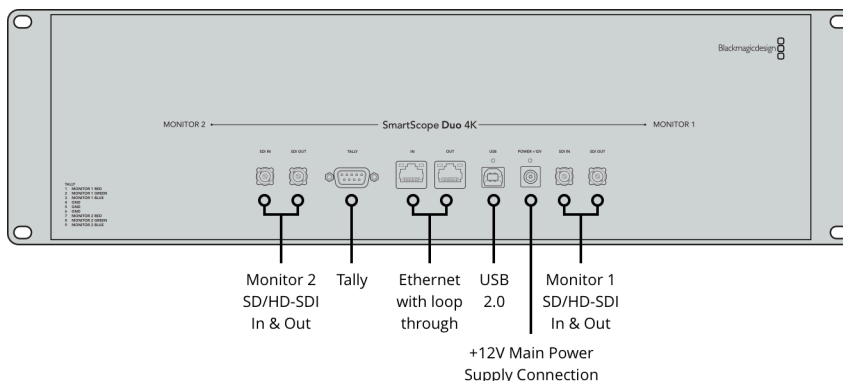 Blackmagicdesign
MONITOR 2
SmartScope Duo 4K
MONITOR 1
SDI IN
SDI OUT
TALLY
IN
OUT
USB
POWER +12V
SDI IN
SDI OUT
TALLY
1 MONITOR 1 RED
2 MONITOR 1 GREEN
3 MONITOR 1 BLUE
4 GND
5 GND
6 GND
7 MONITOR 2 RED
8 MONITOR 2 GREEN
9 MONITOR 2 BLUE
Monitor 2
SD/HD-SDI
In & Out
Tally
Ethernet
with loop
through
USB
2.0
Monitor 1
SD/HD-SDI
In & Out
+12V Main Power
Supply Connection